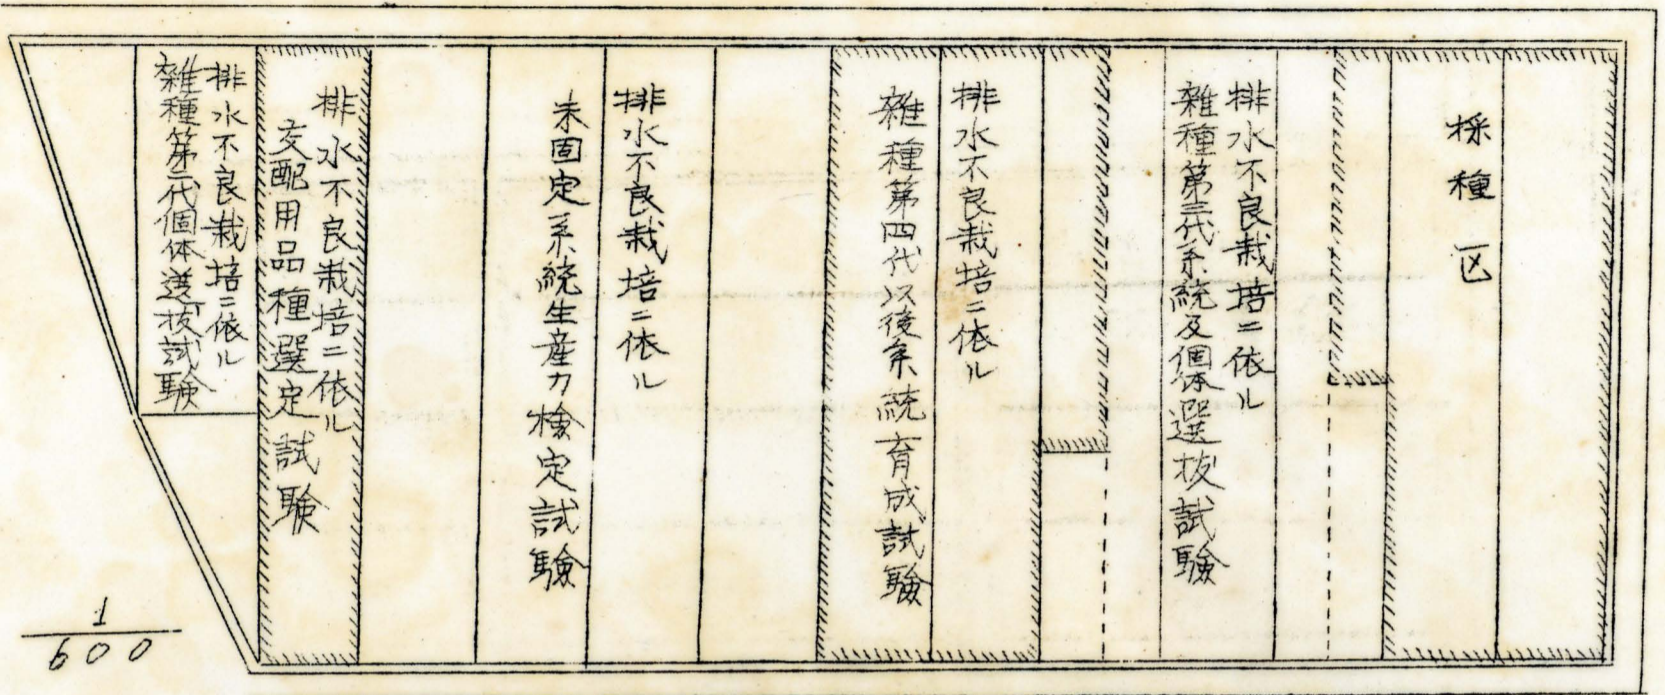 採種区
排水不良栽培ニ依ル
雑種第三代系統及個体選抜試験
排水不良栽培ニ依ル
雑種第四代以後系統育成試験
排水不良栽培ニ依ル
未固定系統生産力検定試験
排水不良栽培ニ依ル
交配用品種選定試験
排水不良栽培ニ依ル
雑種第二代個体選抜試験
1
600